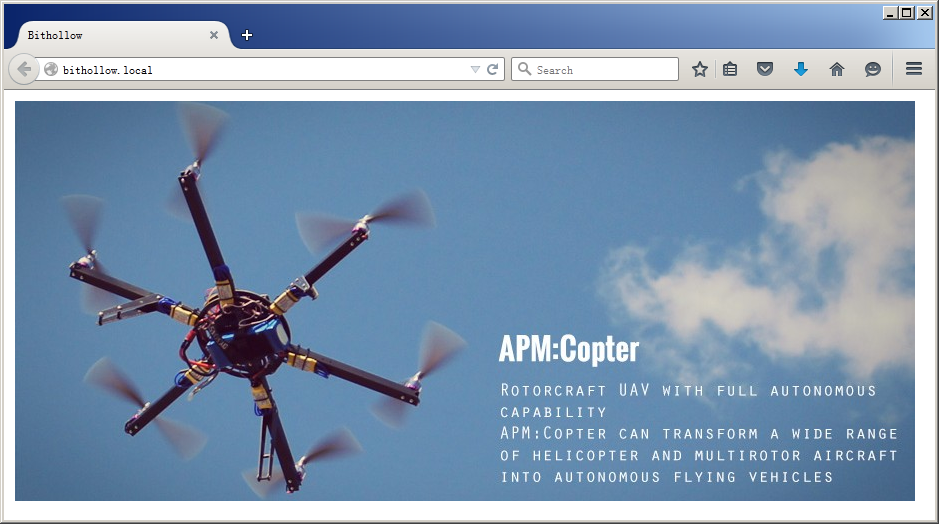 Bithollow
bithollow.local
Search
APM:Copter
Rotorcraft UAV with full autonomous
capability
APM:Copter can transform a wide range
of helicopter and multirotor aircraft
into autonomous flying vehicles